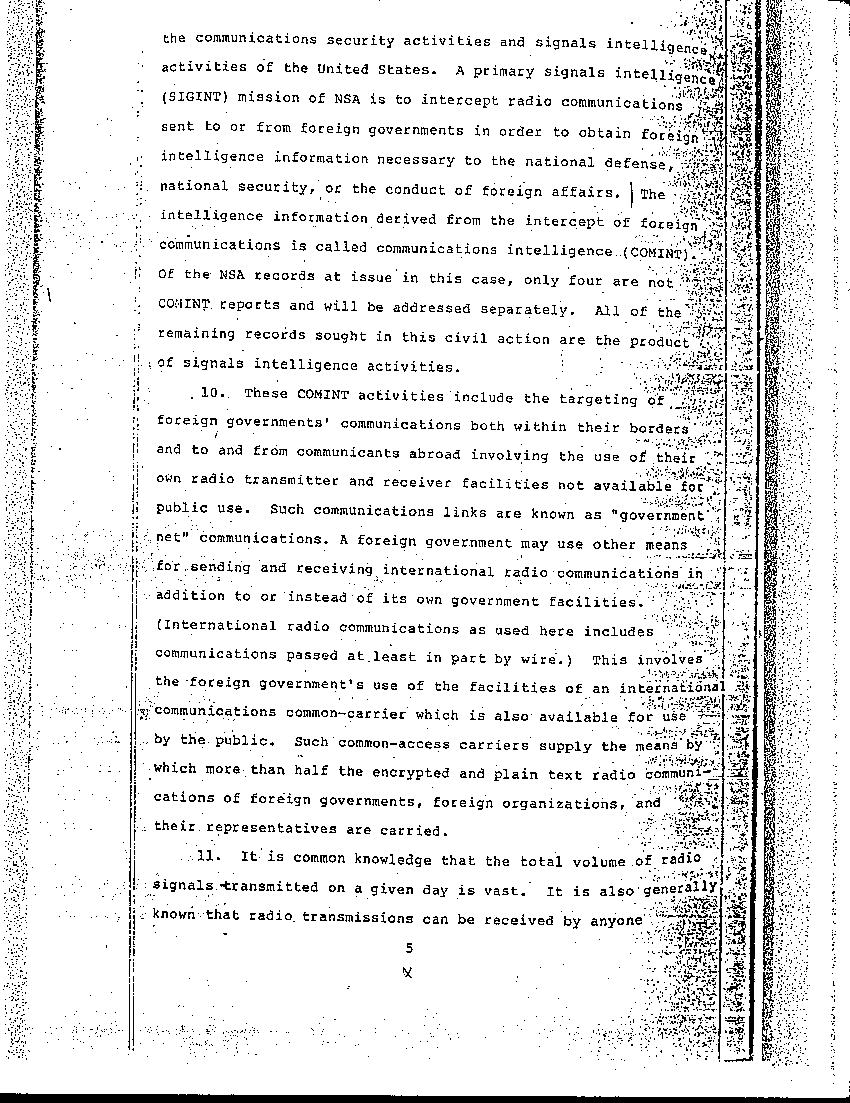 the communications security activities and signals intelligence
activities of the United States. A primary signals intelligence
(SIGINT) mission of NSA is to intercept radio communications
sent to or from foreign governments in order to obtain foreign
intelligence information necessary to the national defense,
national security, or the conduct of foreign affairs. The
intelligence information derived from the intercept of foreign
communications is called communications intelligence (COMINT).
Of the NSA records at issue in this case, only four are not
COMINT reports and will be addressed separately. All of the
remaining records sought in this civil action are the product
of signals intelligence activities.
10. These COMINT activities include the targeting of
foreign governments' communications both within their borders
and to and from communicants abroad involving the use of their
own radio transmitter and receiver facilities not available for
public use. Such communications links are known as "government
net" communications. A foreign government may use other means
for sending and receiving international radio communications in
addition to or instead of its own government facilities.
(International radio communications as used here includes
communications passed at least in part by wire.) This involves
the foreign government's use of the facilities of an international
communications common-carrier which is also available for use
by the public. Such common-access carriers supply the means by
which more than half the encrypted and plain text radio communi-
cations of foreign governments, foreign organizations, and
their representatives are carried.
11. It is common knowledge that the total volume of radio
signals transmitted on a given day is vast. It is also generally
known that radio transmissions can be received by anyone
5